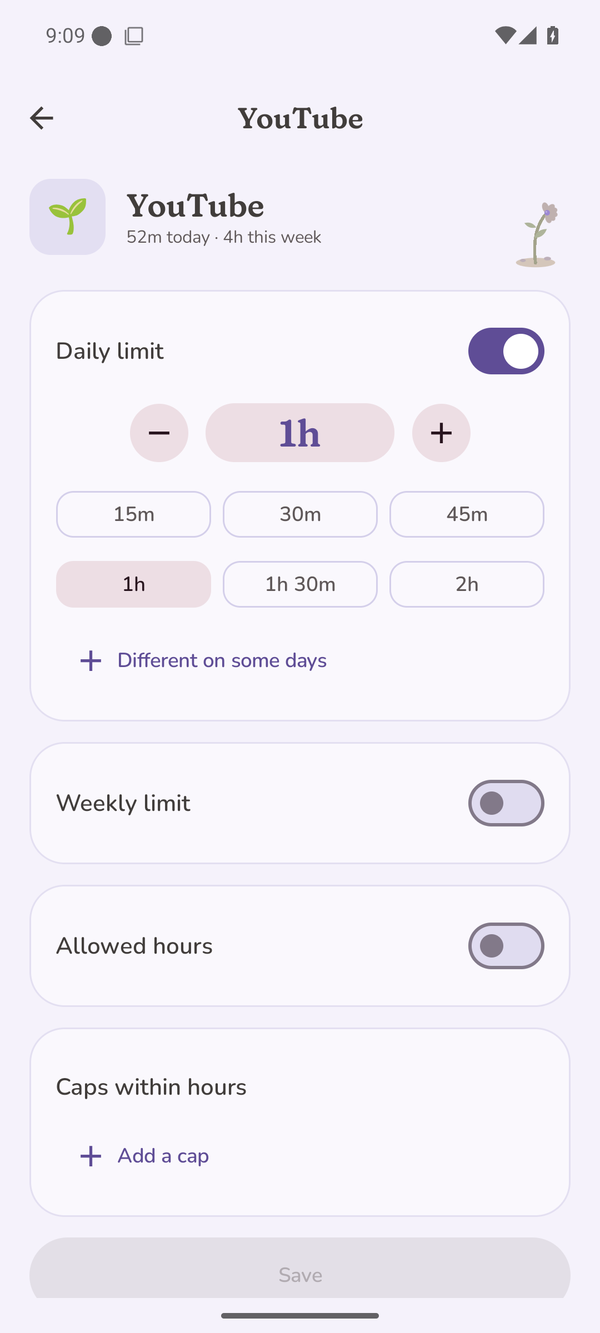 9:09
YouTube
YouTube
52m today · 4h this week
Daily limit
1h
15m 30m 45m
1h 1h 30m 2h
Different on some days
Weekly limit
Allowed hours
Caps within hours
Add a cap
Save